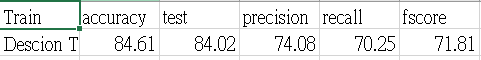 Train accuracy test precision recall fscore
Descion T 84.61 84.02 74.08 70.25 71.81